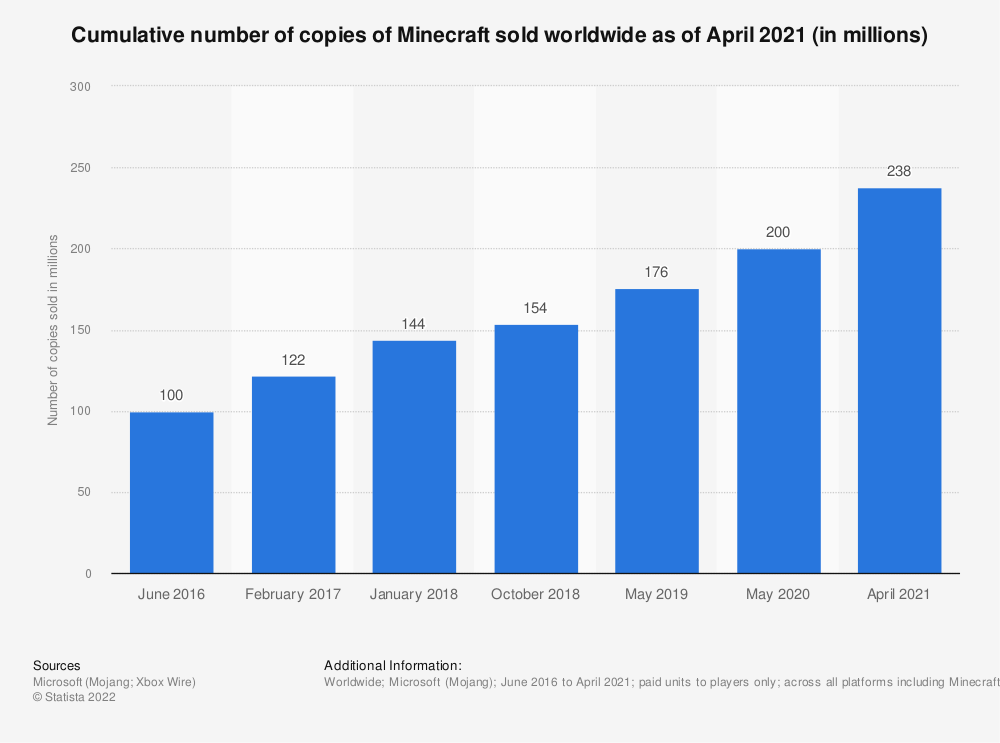 Cumulative number of copies of Minecraft sold worldwide as of April 2021 (in millions)
300
250
200
150
100
50
0
Number of copies sold in millions
100
122
144
154
176
200
238
June 2016
February 2017
January 2018
October 2018
May 2019
May 2020
April 2021
Sources
Microsoft (Mojang; Xbox Wire)
© Statista 2022
Additional Information:
Worldwide; Microsoft (Mojang); June 2016 to April 2021; paid units to players only; across all platforms including Minecraft